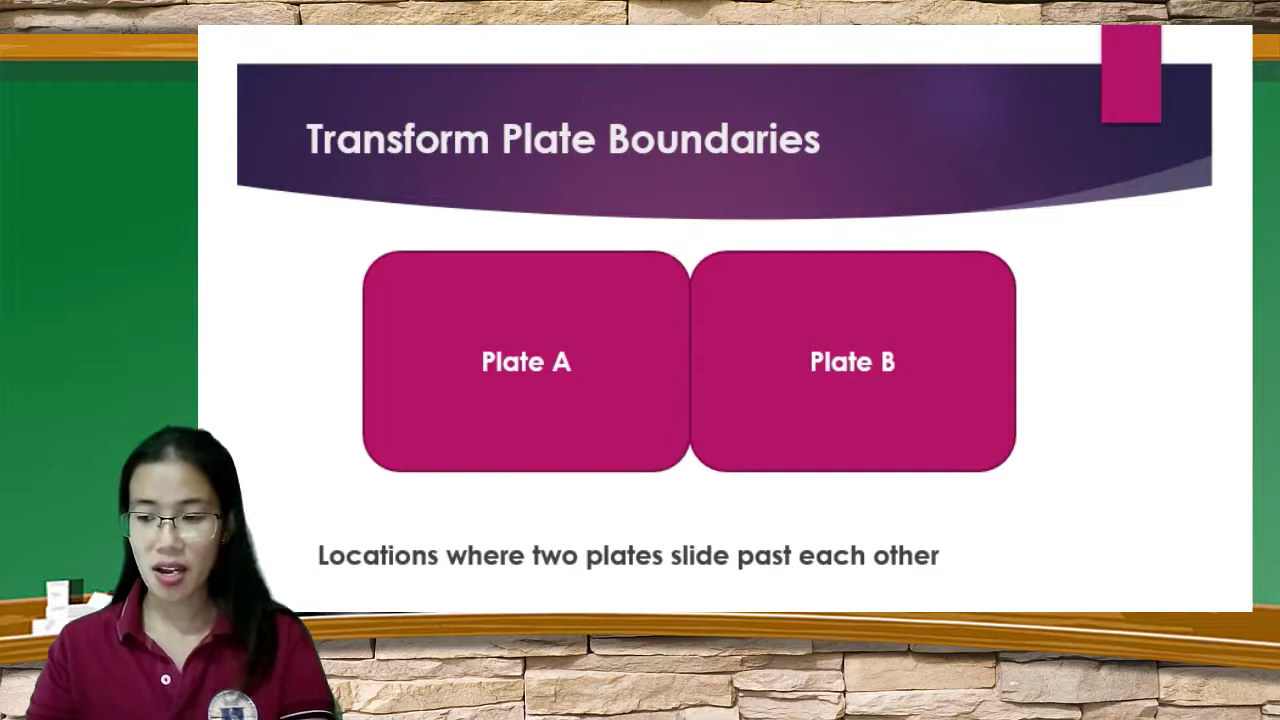 Transform Plate Boundaries
Plate A
Plate B
Locations where two plates slide past each other